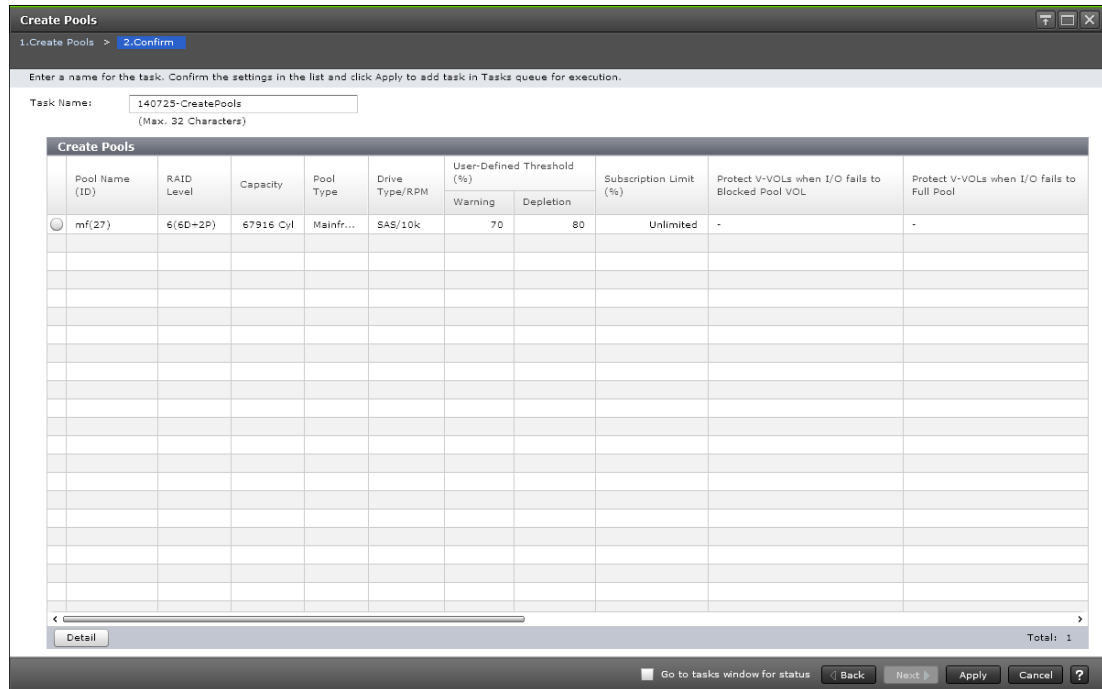 Create Pools
1.Create Pools > 2.Confirm
Enter a name for the task. Confirm the settings in the list and click Apply to add task in Tasks queue for execution.
Task Name: 140725-CreatePools
(Max. 32 Characters)
Create Pools
Pool Name (ID) RAID Level Capacity Pool Type Drive Type/RPM User-Defined Threshold (%) Subscription Limit (%) Protect V-VOLs when I/O fails to Blocked Pool VOL Protect V-VOLs when I/O fails to Full Pool
Warning Depletion
mf(27) 6(6D+2P) 67916 Cyl Mainfr... SAS/10k 70 80 Unlimited - -
Detail Total: 1
Go to tasks window for status Back Next Apply Cancel ?